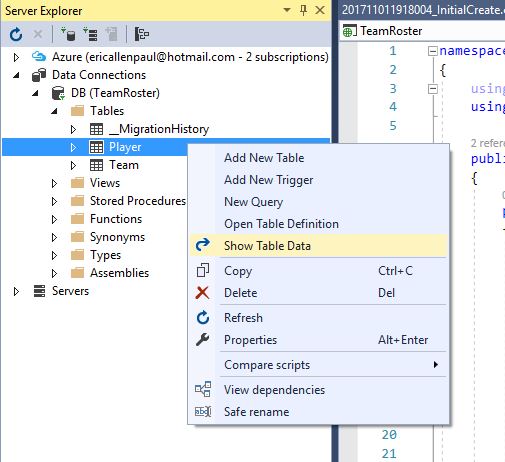 Server Explorer
Azure (ericallenpaul@hotmail.com - 2 subscriptions)
Data Connections
DB (TeamRoster)
Tables
__MigrationHistory
Player
Team
Views
Stored Procedures
Functions
Synonyms
Types
Assemblies
Servers
Add New Table
Add New Trigger
New Query
Open Table Definition
Show Table Data
Copy Ctrl+C
Delete Del
Refresh
Properties Alt+Enter
Compare scripts
View dependencies
Safe rename
201711011918004_InitialCreate.c
TeamRoster
1 namespace
2 {
3 using
4 using
5
2 refere
publi
{
20
21